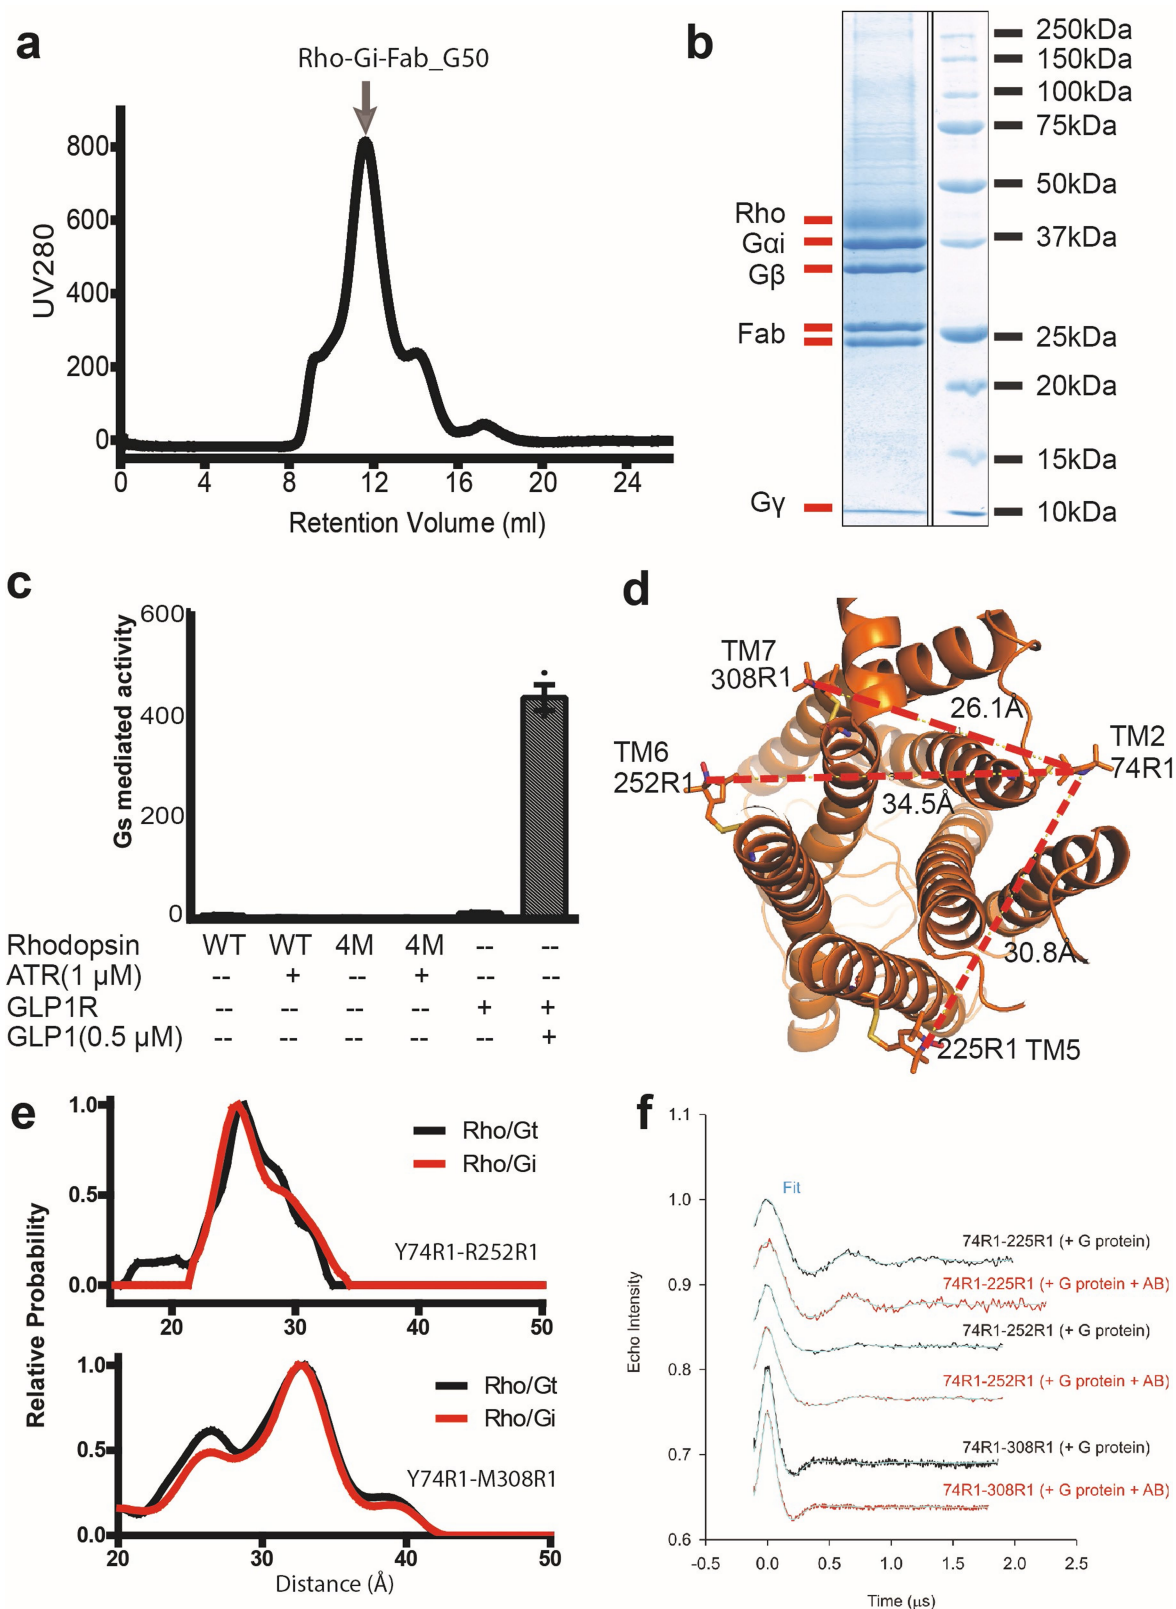 a
Rho-Gi-Fab_G50
UV280
800
600
400
200
0
0 4 8 12 16 20 24
Retention Volume (ml)
b
250kDa
150kDa
100kDa
75kDa
50kDa
37kDa
25kDa
20kDa
15kDa
10kDa
Rho
Gαi
Gβ
Fab
Gγ
c
Gs mediated activity
600
400
200
0
Rhodopsin WT WT 4M 4M -- --
ATR(1 µM) -- + -- + -- --
GLP1R -- -- -- -- + +
GLP1(0.5 µM) -- -- -- -- -- +
d
TM7
308R1
26.1Å
TM2
74R1
TM6
252R1
34.5Å
30.8Å
225R1 TM5
e
Relative Probability
1.0
0.5
0.0
Rho/Gt
Rho/Gi
Y74R1-R252R1
20 30 40 50
1.0
0.5
0.0
Rho/Gt
Rho/Gi
Y74R1-M308R1
20 30 40 50
Distance (Å)
f
Echo Intensity
1.1
1.0
0.9
0.8
0.7
0.6
Fit
74R1-225R1 (+ G protein)
74R1-225R1 (+ G protein + AB)
74R1-252R1 (+ G protein)
74R1-252R1 (+ G protein + AB)
74R1-308R1 (+ G protein)
74R1-308R1 (+ G protein + AB)
-0.5 0.0 0.5 1.0 1.5 2.0 2.5
Time (µs)